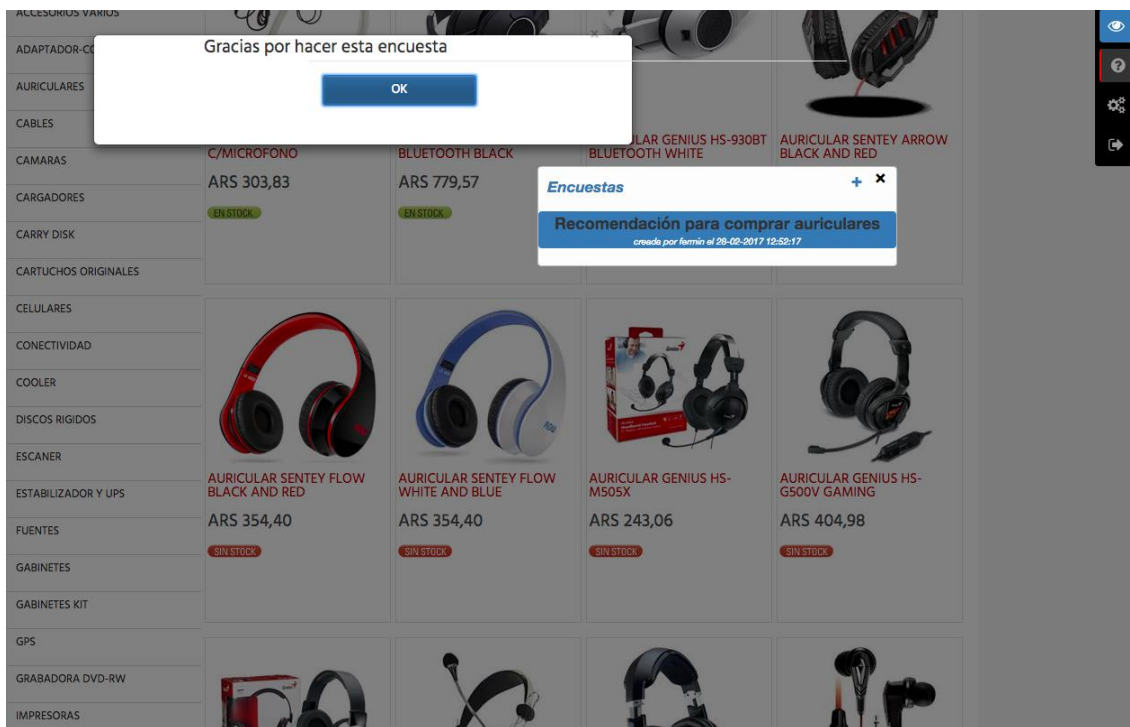 ACCESORIOS VARIOS
ADAPTADOR-CO
AURICULARES
CABLES
CAMARAS
CARGADORES
CARRY DISK
CARTUCHOS ORIGINALES
CELULARES
CONECTIVIDAD
COOLER
DISCOS RIGIDOS
ESCANER
ESTABILIZADOR Y UPS
FUENTES
GABINETES
GABINETES KIT
GPS
GRABADORA DVD-RW
IMPRESORAS
Gracias por hacer esta encuesta
×
OK
C/MICROFONO
ARS 303,83
EN STOCK
BLUETOOTH BLACK
ARS 779,57
EN STOCK
ULAR GENIUS HS-930BT
BLUETOOTH WHITE
AURICULAR SENTEY ARROW
BLACK AND RED
Encuestas
+ ×
Recomendación para comprar auriculares
creada por fermin el 28-02-2017 12:52:17
AURICULAR SENTEY FLOW
BLACK AND RED
ARS 354,40
SIN STOCK
AURICULAR SENTEY FLOW
WHITE AND BLUE
ARS 354,40
SIN STOCK
AURICULAR GENIUS HS-
M505X
ARS 243,06
SIN STOCK
AURICULAR GENIUS HS-
G500V GAMING
ARS 404,98
SIN STOCK